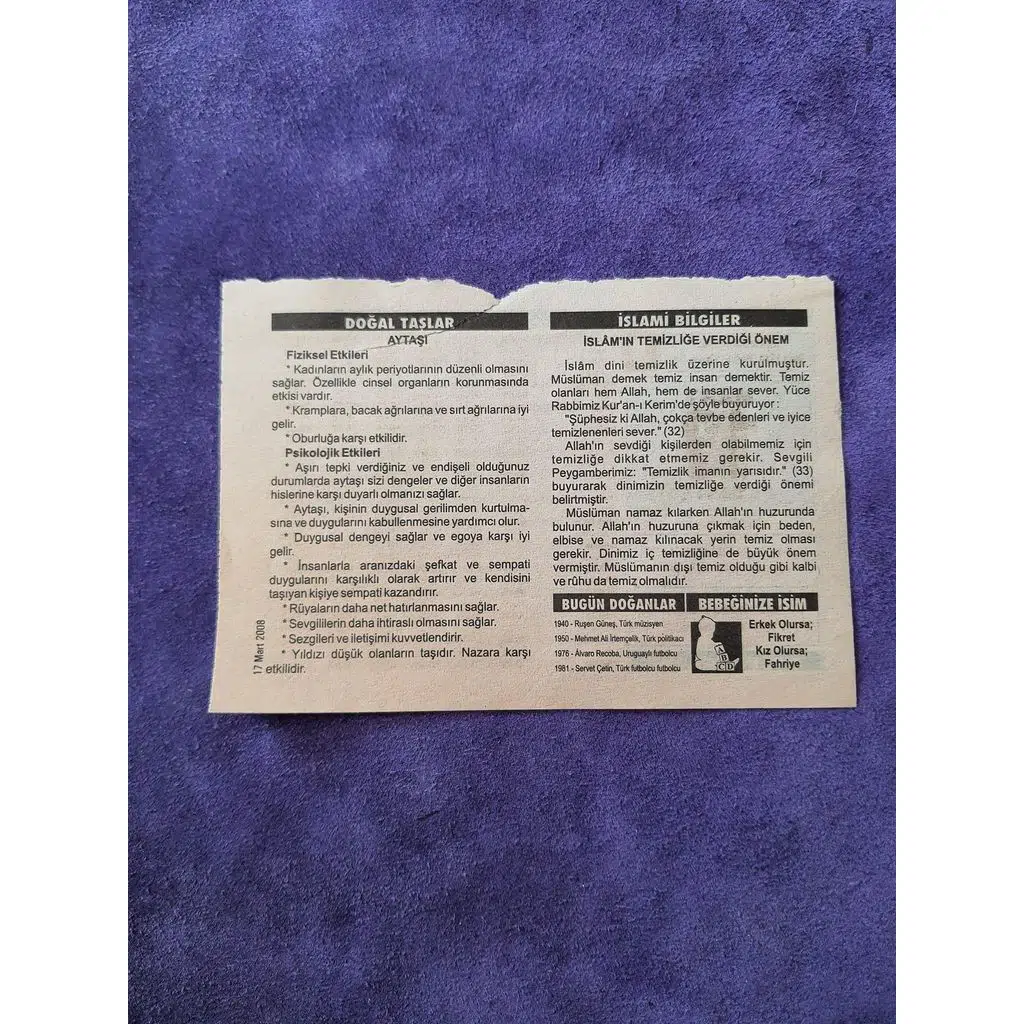 DOĞAL TAŞLAR
AYTAŞI
Fiziksel Etkileri
* Kadınların aylık periyotlarının düzenli olmasını
sağlar. Özellikle cinsel organların korunmasında
etkisi vardır.
* Kramplara, bacak ağrılarına ve sırt ağrılarına iyi
gelir.
* Oburluğa karşı etkilidir.
Psikolojik Etkileri
* Aşırı tepki verdiğiniz ve endişeli olduğunuz
durumlarda aytaşı sizi dengeler ve diğer insanların
hislerine karşı duyarlı olmanızı sağlar.
* Aytaşı, kişinin duygusal gerilimden kurtulma-
sına ve duygularını kabullenmesine yardımcı olur.
* Duygusal dengeyi sağlar ve egoya karşı iyi
gelir.
* İnsanlarla aranızdaki şefkat ve sempati
duygularını karşılıklı olarak artırır ve kendisini
taşıyan kişiye sempati kazandırır.
* Rüyaların daha net hatırlanmasını sağlar.
* Sevgililerin daha ihtiraslı olmasını sağlar.
* Sezgileri ve iletişimi kuvvetlendirir.
* Yıldızı düşük olanların taşıdır. Nazara karşı
etkilidir.
17 Mart 2008
İSLAMİ BİLGİLER
İSLÂM'IN TEMİZLİĞE VERDİĞİ ÖNEM
İslâm dini temizlik üzerine kurulmuştur.
Müslüman demek temiz insan demektir. Temiz
olanları hem Allah, hem de insanlar sever. Yüce
Rabbimiz Kur'an-ı Kerim'de şöyle buyuruyor :
"Şüphesiz ki Allah, çokça tevbe edenleri ve iyice
temizlenenleri sever." (32)
Allah'ın sevdiği kişilerden olabilmemiz için
temizliğe dikkat etmemiz gerekir. Sevgili
Peygamberimiz: "Temizlik imanın yarısıdır." (33)
buyurarak dinimizin temizliğe verdiği önemi
belirtmiştir.
Müslüman namaz kılarken Allah'ın huzurunda
bulunur. Allah'ın huzuruna çıkmak için beden,
elbise ve namaz kılınacak yerin temiz olması
gerekir. Dinimiz iç temizliğine de büyük önem
vermiştir. Müslümanın dışı temiz olduğu gibi kalbi
ve rûhu da temiz olmalıdır.
BUGÜN DOĞANLAR
1940 - Ruşen Güneş, Türk müzisyen
1950 - Mehmet Ali İrtemçelik, Türk politikacı
1976 - Álvaro Recoba, Uruguaylı futbolcu
1981 - Servet Çetin, Türk futbolcu futbolcu
BEBEĞİNİZE İSİM
A
B
C D
Erkek Olursa;
Fikret
Kız Olursa;
Fahriye